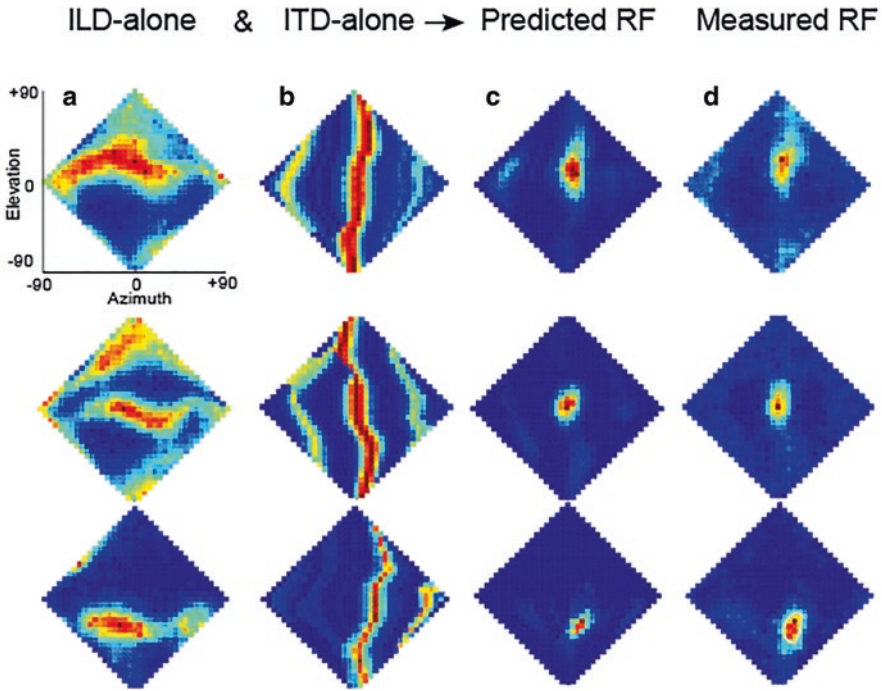 ILD-alone & ITD-alone → Predicted RF Measured RF
a b c d
+90
Elevation
0
-90
-90 0 +90
Azimuth